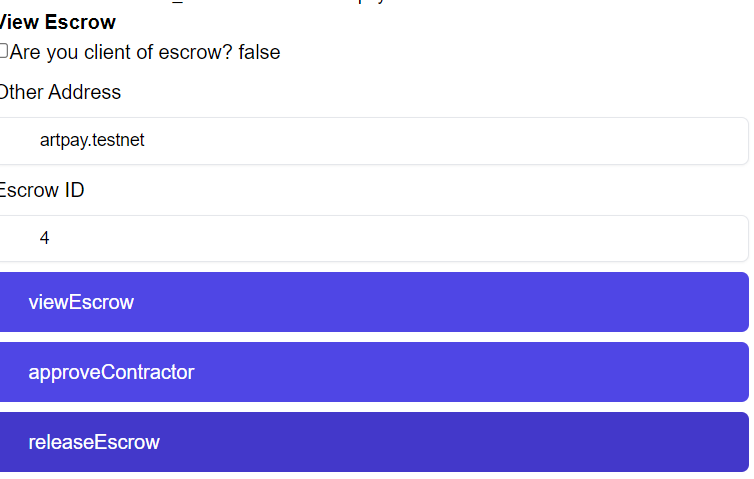 View Escrow
Are you client of escrow? false
Other Address
artpay.testnet
Escrow ID
4
viewEscrow
approveContractor
releaseEscrow